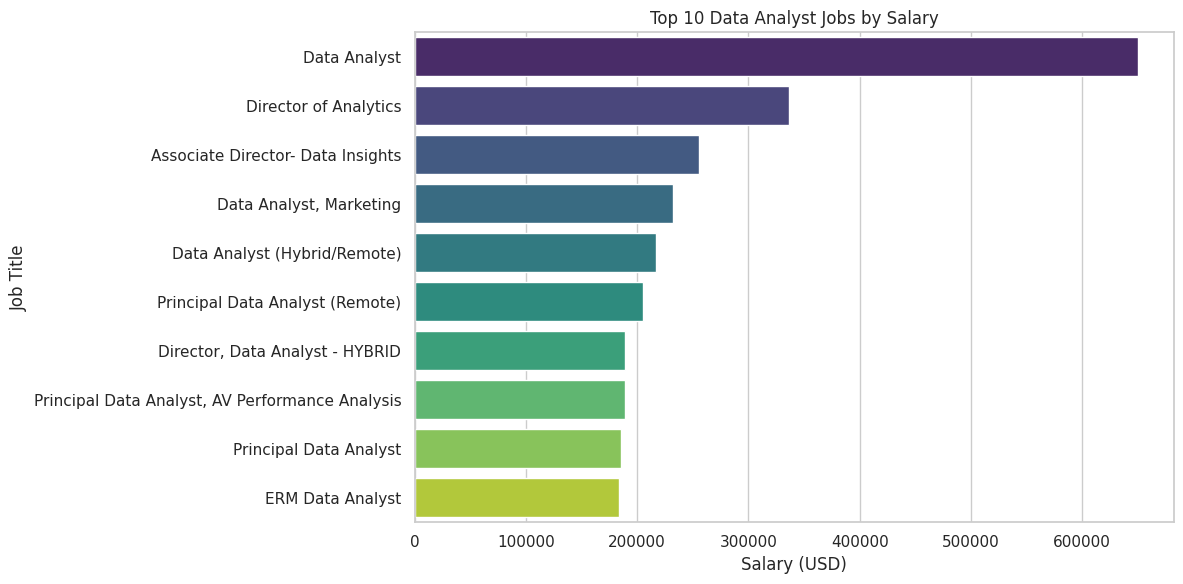 Top 10 Data Analyst Jobs by Salary
Data Analyst
Director of Analytics
Associate Director- Data Insights
Data Analyst, Marketing
Data Analyst (Hybrid/Remote)
Principal Data Analyst (Remote)
Director, Data Analyst - HYBRID
Principal Data Analyst, AV Performance Analysis
Principal Data Analyst
ERM Data Analyst
Job Title
0 100000 200000 300000 400000 500000 600000
Salary (USD)